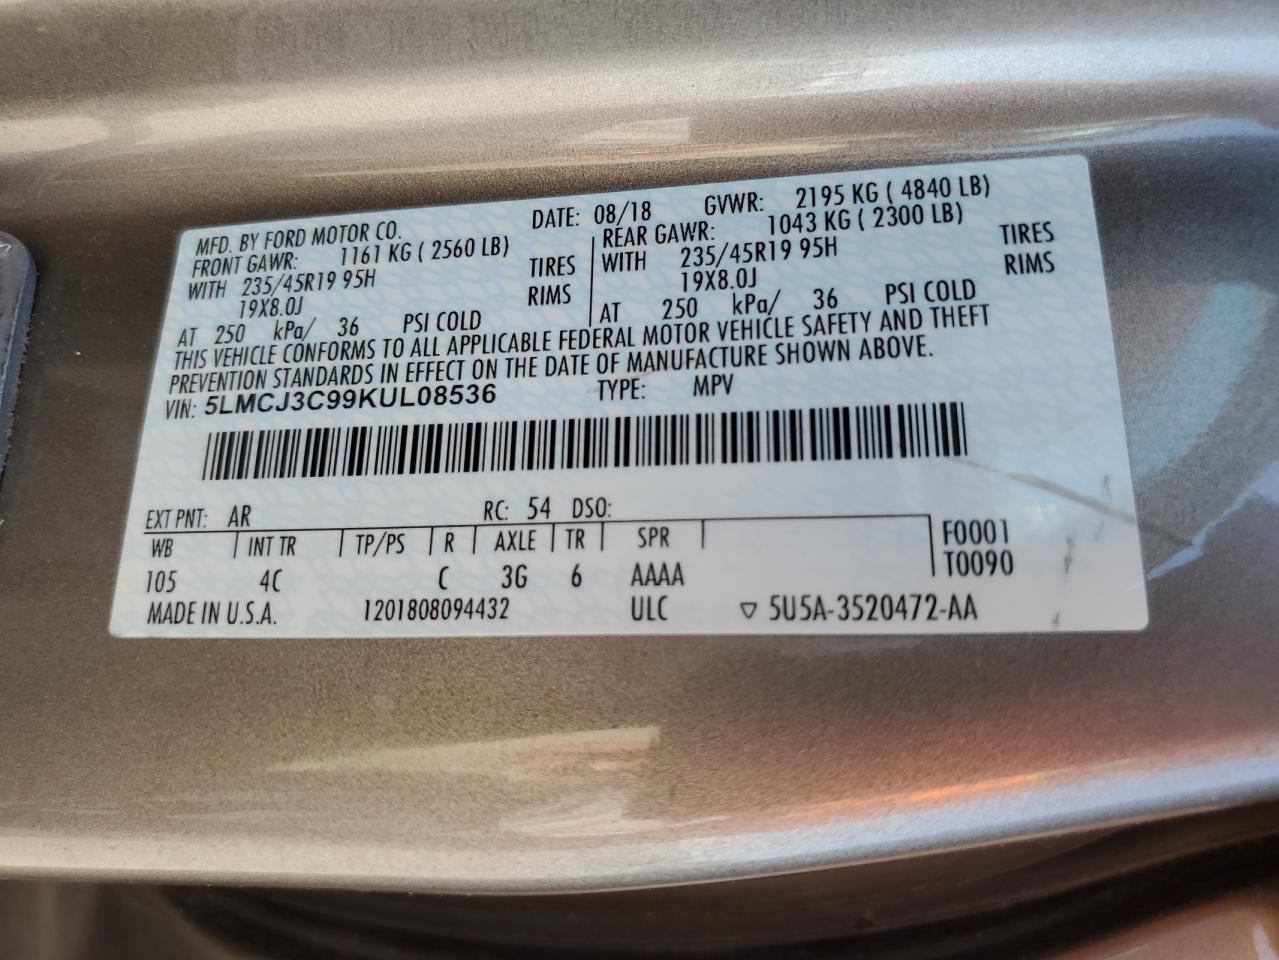 MFD. BY FORD MOTOR CO. DATE: 08/18 GVWR: 2195 KG ( 4840 LB)
FRONT GAWR: 1161 KG ( 2560 LB) REAR GAWR: 1043 KG ( 2300 LB)
WITH 235/45R19 95H TIRES WITH 235/45R19 95H TIRES
19X8.0J RIMS 19X8.0J RIMS
AT 250 kPa/ 36 PSI COLD AT 250 kPa/ 36 PSI COLD
THIS VEHICLE CONFORMS TO ALL APPLICABLE FEDERAL MOTOR VEHICLE SAFETY AND THEFT
PREVENTION STANDARDS IN EFFECT ON THE DATE OF MANUFACTURE SHOWN ABOVE.
VIN: 5LMCJ3C99KUL08536 TYPE: MPV
EXT PNT: AR RC: 54 DSO:
WB INT TR TP/PS R AXLE TR SPR F0001
105 4C C 3G 6 AAAA T0090
MADE IN U.S.A. 1201808094432 ULC ▽ 5U5A-3520472-AA